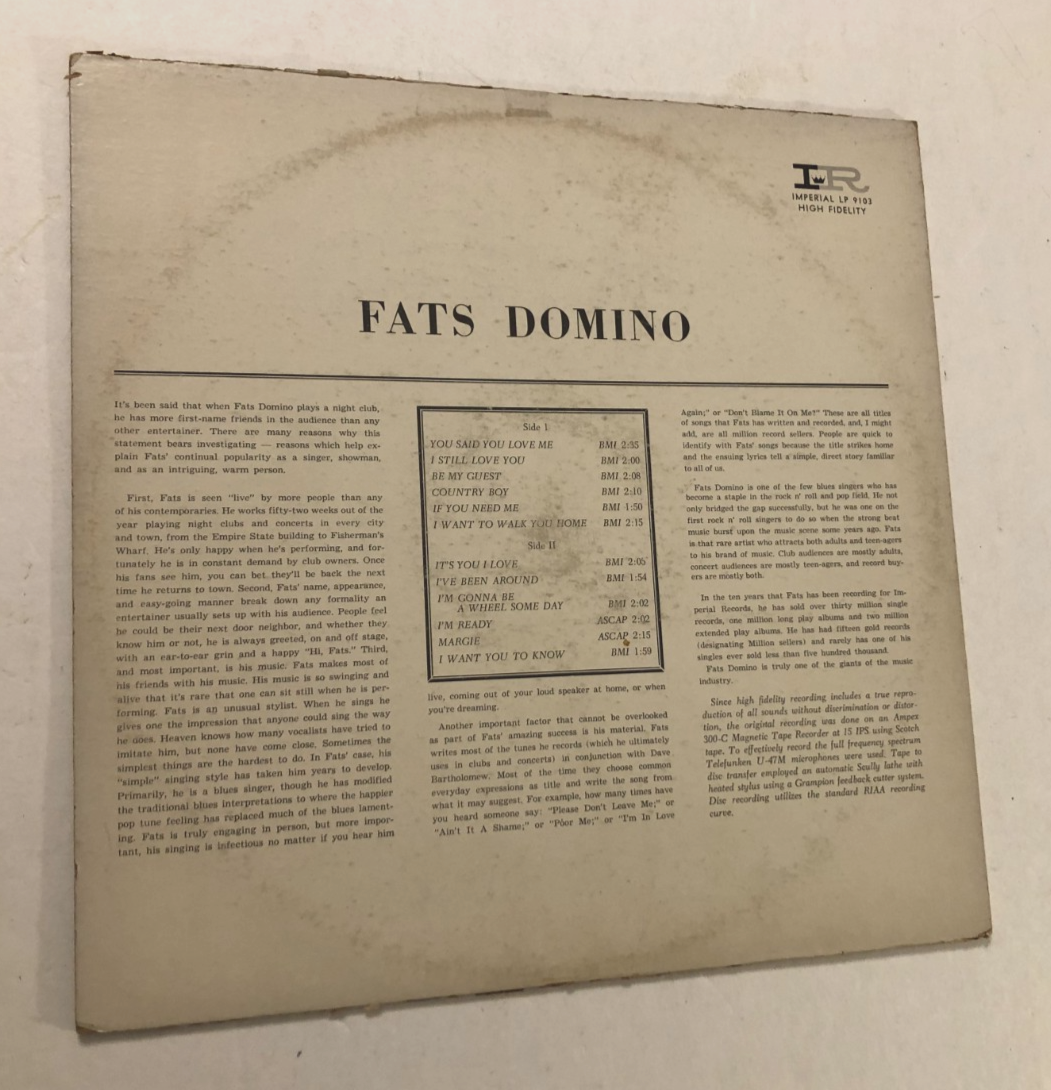 IR
IMPERIAL LP 9103
HIGH FIDELITY
FATS DOMINO
It's been said that when Fats Domino plays a night club,
he has more first-name friends in the audience than any
other entertainer. There are many reasons why this
statement bears investigating — reasons which help ex-
plain Fats' continual popularity as a singer, showman,
and as an intriguing, warm person.
First, Fats is seen "live" by more people than any
of his contemporaries. He works fifty-two weeks out of the
year playing night clubs and concerts in every city
and town, from the Empire State building to Fisherman's
Wharf. He's only happy when he's performing, and for-
tunately he is in constant demand by club owners. Once
his fans see him, you can bet they'll be back the next
time he returns to town. Second, Fats' name, appearance,
and easy-going manner break down any formality an
entertainer usually sets up with his audience. People feel
he could be their next door neighbor, and whether they
know him or not, he is always greeted, on and off stage,
with an ear-to-ear grin and a happy "Hi, Fats." Third,
and most important, is his music. Fats makes most of
his friends with his music. His music is so swinging and
alive that it's rare that one can sit still when he is per-
forming. Fats is an unusual stylist. When he sings he
gives one the impression that anyone could sing the way
he does. Heaven knows how many vocalists have tried to
imitate him, but none have come close. Sometimes the
simplest things are the hardest to do. In Fats' case, his
"simple" singing style has taken him years to develop.
Primarily, he is a blues singer, though he has modified
the traditional blues interpretations to where the happier
pop tune feeling has replaced much of the blues lament-
ing. Fats is truly engaging in person, but more impor-
tant, his singing is infectious no matter if you hear him
Side I
YOU SAID YOU LOVE ME BMI 2:35
I STILL LOVE YOU BMI 2:00
BE MY GUEST BMI 2:08
COUNTRY BOY BMI 2:10
IF YOU NEED ME BMI 1:50
I WANT TO WALK YOU HOME BMI 2:15
Side II
IT'S YOU I LOVE BMI 2:05
I'VE BEEN AROUND BMI 1:54
I'M GONNA BE
A WHEEL SOME DAY BMI 2:02
I'M READY ASCAP 2:02
MARGIE ASCAP 2:15
I WANT YOU TO KNOW BMI 1:59
live, coming out of your loud speaker at home, or when
you're dreaming.
Another important factor that cannot be overlooked
as part of Fats' amazing success is his material. Fats
writes most of the tunes he records (which he ultimately
uses in clubs and concerts) in conjunction with Dave
Bartholomew. Most of the time they choose common
everyday expressions as title and write the song from
what it may suggest. For example, how many times have
you heard someone say: "Please Don't Leave Me;" or
"Ain't It A Shame;" or "Poor Me;" or "I'm In Love
Again;" or "Don't Blame It On Me?" These are all titles
of songs that Fats has written and recorded, and, I might
add, are all million record sellers. People are quick to
identify with Fats' songs because the title strikes home
and the ensuing lyrics tell a simple, direct story familiar
to all of us.
Fats Domino is one of the few blues singers who has
become a staple in the rock n' roll and pop field. He not
only bridged the gap successfully, but he was one on the
first rock n' roll singers to do so when the strong beat
music burst upon the music scene some years ago. Fats
is that rare artist who attracts both adults and teen-agers
to his brand of music. Club audiences are mostly adults,
concert audiences are mostly teen-agers, and record buy-
ers are mostly both.
In the ten years that Fats has been recording for Im-
perial Records, he has sold over thirty million single
records, one million long play albums and two million
extended play albums. He has had fifteen gold records
(designating Million sellers) and rarely has one of his
singles ever sold less than five hundred thousand.
Fats Domino is truly one of the giants of the music
industry.
Since high fidelity recording includes a true repro-
duction of all sounds without discrimination or distor-
tion, the original recording was done on an Ampex
300-C Magnetic Tape Recorder at 15 IPS using Scotch
tape. To effectively record the full frequency spectrum
Telefunken U-47M microphones were used. Tape to
disc transfer employed an automatic Scully lathe with
heated stylus using a Grampion feedback cutter system.
Disc recording utilizes the standard RIAA recording
curve.